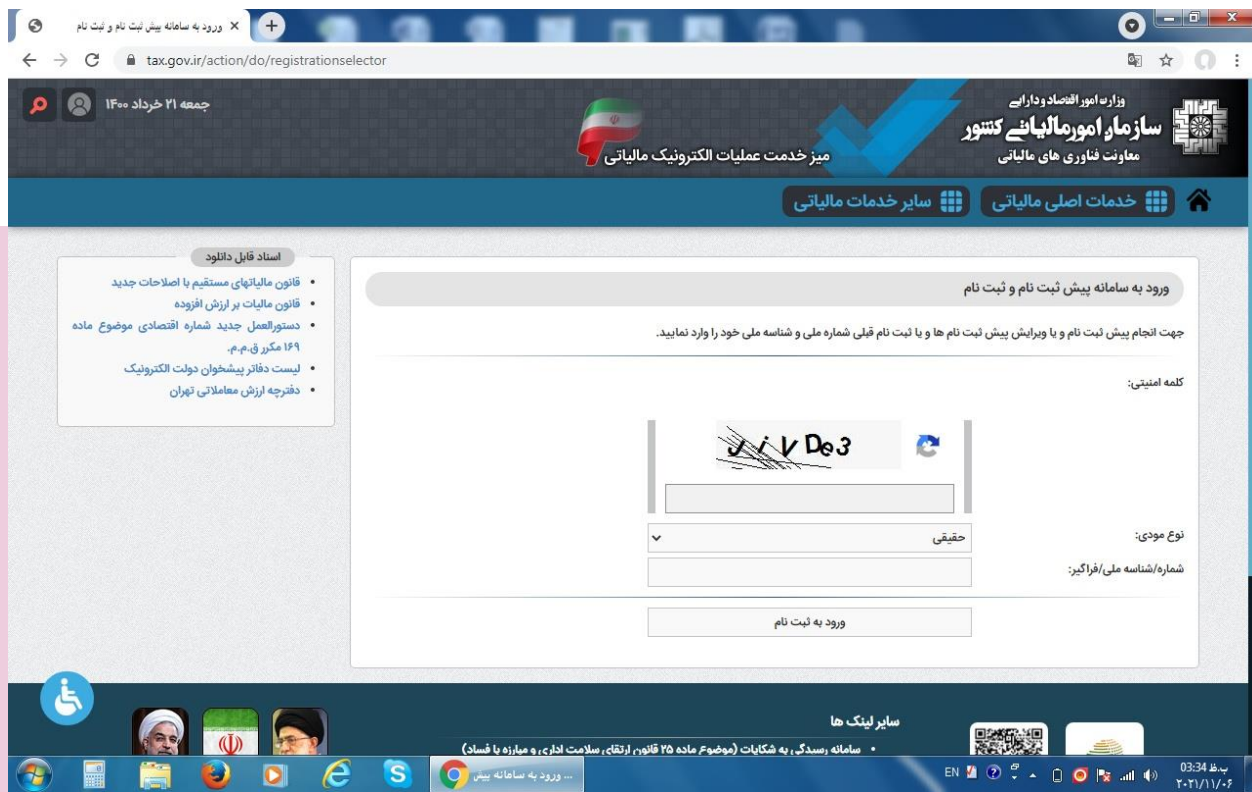 ورود به سامانه پیش ثبت نام و ثبت نام
tax.gov.ir/action/do/registrationselector
جمعه ۲۱ خرداد ۱۴۰۰
میز خدمت عملیات الکترونیک مالیاتی
وزارت امور اقتصاد و دارایی
سازمان امور مالیاتی کشور
معاونت فناوری های مالیاتی
خدمات اصلی مالیاتی
سایر خدمات مالیاتی
ورود به سامانه پیش ثبت نام و ثبت نام
جهت انجام پیش ثبت نام و یا ویرایش پیش ثبت نام ها و یا ثبت نام قبلی شماره ملی و شناسه ملی خود را وارد نمایید.
کلمه امنیتی:
JiVDe3
نوع مودی:
حقیقی
شماره/شناسه ملی/فراگیر:
ورود به ثبت نام
اسناد قابل دانلود
قانون مالیاتهای مستقیم با اصلاحات جدید
قانون مالیات بر ارزش افزوده
دستورالعمل جدید شماره اقتصادی موضوع ماده
۱۶۹ مکرر ق.م.م.
لیست دفاتر پیشخوان دولت الکترونیک
دفترچه ارزش معاملاتی تهران
سایر لینک ها
سامانه رسیدگی به شکایات (موضوع ماده ۲۵ قانون ارتقای سلامت اداری و مبارزه با فساد)
ورود به سامانه پیش ...
EN
03:34 ب.ظ
۲۰۲۱/۱۱/۰۶